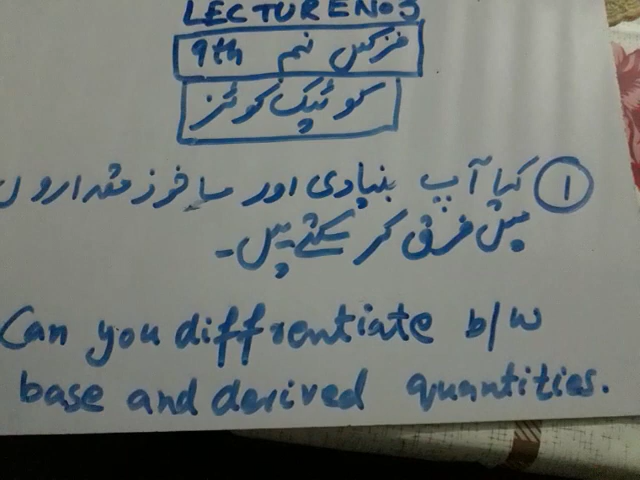 LECTURE No 3
فزکس نہم 9th
کوئیک کوئز
① کیا آپ بنیادی اور ماخوذ مقداروں
میں فرق کر سکتے ہیں۔
Can you diffrentiate b/w
base and derived quantities.